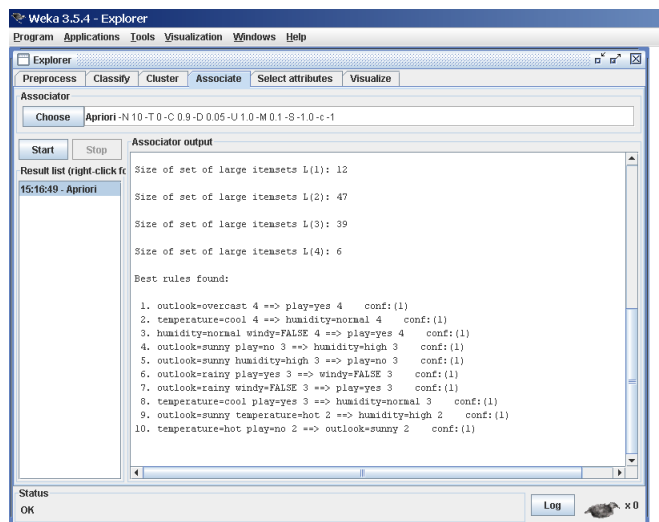 Weka 3.5.4 - Explorer
Program Applications Tools Visualization Windows Help
Explorer
Preprocess Classify Cluster Associate Select attributes Visualize
Associator
Choose Apriori -N 10 -T 0 -C 0.9 -D 0.05 -U 1.0 -M 0.1 -S -1.0 -c -1
Start Stop
Associator output
Result list (right-click fo
15:16:49 - Apriori
Size of set of large itemsets L(1): 12
Size of set of large itemsets L(2): 47
Size of set of large itemsets L(3): 39
Size of set of large itemsets L(4): 6
Best rules found:
1. outlook=overcast 4 ==> play=yes 4 conf:(1)
2. temperature=cool 4 ==> humidity=normal 4 conf:(1)
3. humidity=normal windy=FALSE 4 ==> play=yes 4 conf:(1)
4. outlook=sunny play=no 3 ==> humidity=high 3 conf:(1)
5. outlook=sunny humidity=high 3 ==> play=no 3 conf:(1)
6. outlook=rainy play=yes 3 ==> windy=FALSE 3 conf:(1)
7. outlook=rainy windy=FALSE 3 ==> play=yes 3 conf:(1)
8. temperature=cool play=yes 3 ==> humidity=normal 3 conf:(1)
9. outlook=sunny temperature=hot 2 ==> humidity=high 2 conf:(1)
10. temperature=hot play=no 2 ==> outlook=sunny 2 conf:(1)
Status
OK
Log x 0